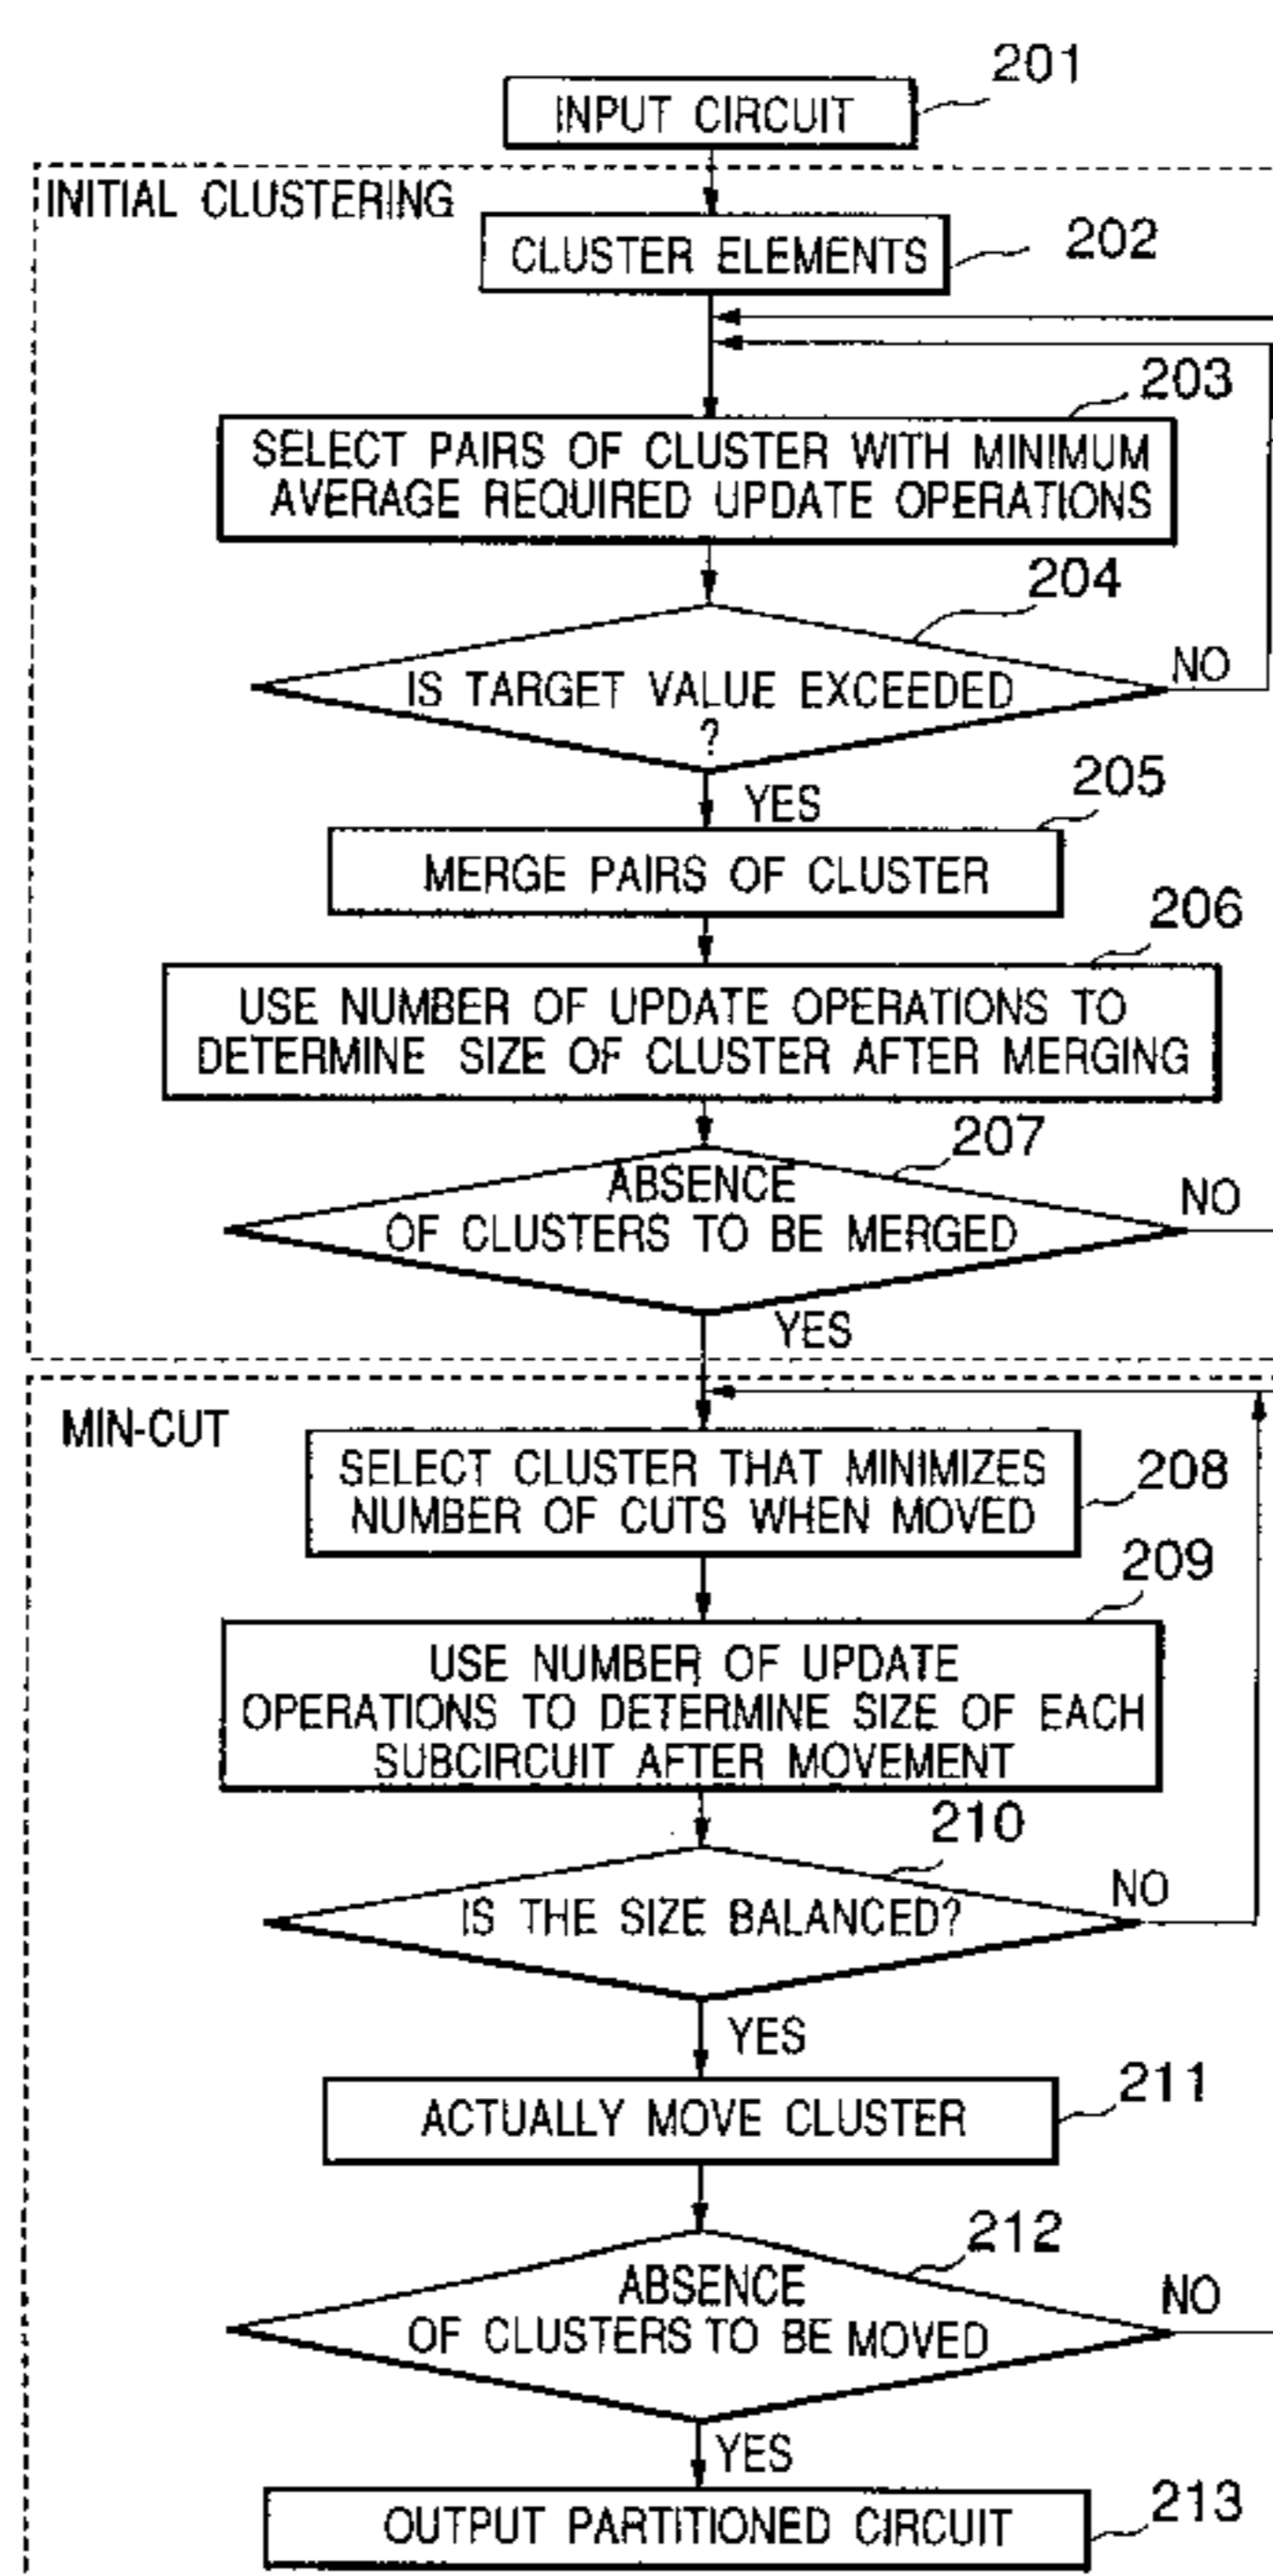 201
INPUT CIRCUIT
INITIAL CLUSTERING
202
CLUSTER ELEMENTS
203
SELECT PAIRS OF CLUSTER WITH MINIMUM
AVERAGE REQUIRED UPDATE OPERATIONS
204
IS TARGET VALUE EXCEEDED
?
NO
YES
205
MERGE PAIRS OF CLUSTER
206
USE NUMBER OF UPDATE OPERATIONS TO
DETERMINE SIZE OF CLUSTER AFTER MERGING
207
ABSENCE
OF CLUSTERS TO BE MERGED
NO
YES
MIN-CUT
SELECT CLUSTER THAT MINIMIZES
NUMBER OF CUTS WHEN MOVED
208
209
USE NUMBER OF UPDATE
OPERATIONS TO DETERMINE SIZE OF EACH
SUBCIRCUIT AFTER MOVEMENT
210
IS THE SIZE BALANCED?
NO
YES
211
ACTUALLY MOVE CLUSTER
212
ABSENCE
OF CLUSTERS TO BE MOVED
NO
YES
213
OUTPUT PARTITIONED CIRCUIT